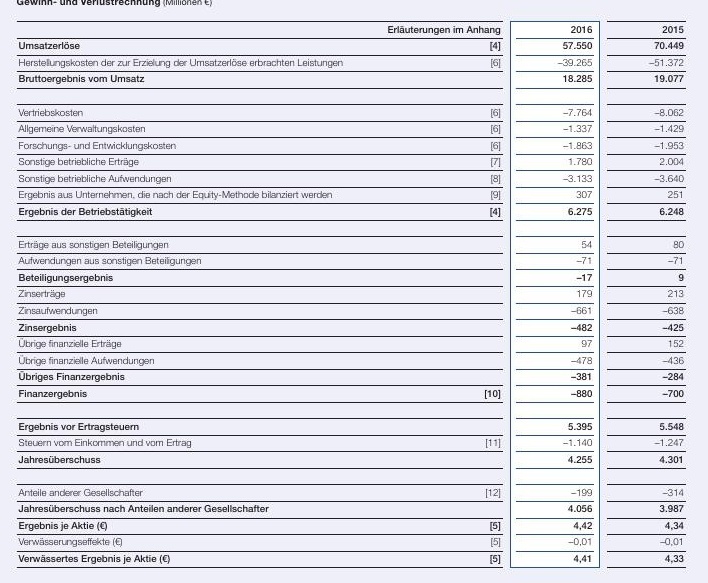 Gewinn- und Verlustrechnung (Millionen €)
Erläuterungen im Anhang 2016 2015
Umsatzerlöse [4] 57.550 70.449
Herstellungskosten der zur Erzielung der Umsatzerlöse erbrachten Leistungen [6] –39.265 –51.372
Bruttoergebnis vom Umsatz 18.285 19.077
Vertriebskosten [6] –7.764 –8.062
Allgemeine Verwaltungskosten [6] –1.337 –1.429
Forschungs- und Entwicklungskosten [6] –1.863 –1.953
Sonstige betriebliche Erträge [7] 1.780 2.004
Sonstige betriebliche Aufwendungen [8] –3.133 –3.640
Ergebnis aus Unternehmen, die nach der Equity-Methode bilanziert werden [9] 307 251
Ergebnis der Betriebstätigkeit [4] 6.275 6.248
Erträge aus sonstigen Beteiligungen 54 80
Aufwendungen aus sonstigen Beteiligungen –71 –71
Beteiligungsergebnis –17 9
Zinserträge 179 213
Zinsaufwendungen –661 –638
Zinsergebnis –482 –425
Übrige finanzielle Erträge 97 152
Übrige finanzielle Aufwendungen –478 –436
Übriges Finanzergebnis –381 –284
Finanzergebnis [10] –880 –700
Ergebnis vor Ertragsteuern 5.395 5.548
Steuern vom Einkommen und vom Ertrag [11] –1.140 –1.247
Jahresüberschuss 4.255 4.301
Anteile anderer Gesellschafter [12] –199 –314
Jahresüberschuss nach Anteilen anderer Gesellschafter 4.056 3.987
Ergebnis je Aktie (€) [5] 4,42 4,34
Verwässerungseffekte (€) [5] –0,01 –0,01
Verwässertes Ergebnis je Aktie (€) [5] 4,41 4,33